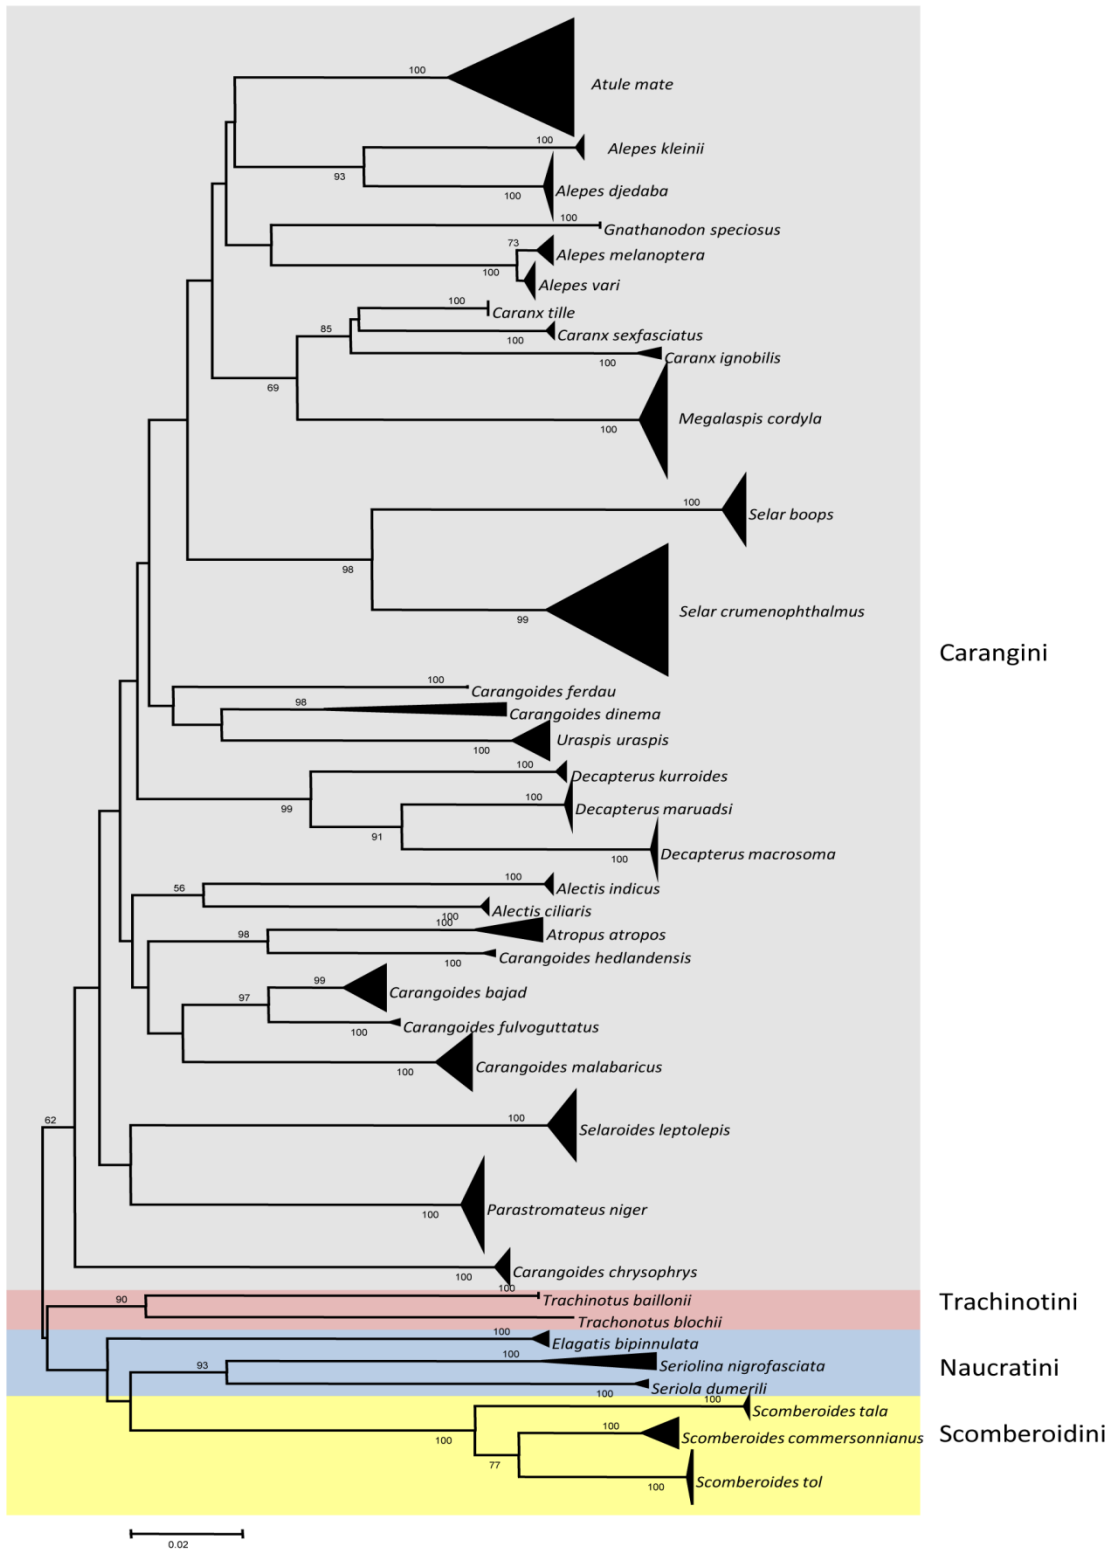 100
Atule mate
100
Alepes kleinii
93
100
Alepes djedaba
100
Gnathanodon speciosus
73
Alepes melanoptera
100
Alepes vari
100
Caranx tille
85
100
Caranx sexfasciatus
100
Caranx ignobilis
69
100
Megalaspis cordyla
100
Selar boops
98
99
Selar crumenophthalmus
Carangini
100
Carangoides ferdau
98
Carangoides dinema
100
Uraspis uraspis
100
Decapterus kurroides
99
100
Decapterus maruadsi
91
100
Decapterus macrosoma
56
100
Alectis indicus
100
Alectis ciliaris
100
Atropus atropos
98
100
Carangoides hedlandensis
99
Carangoides bajad
97
100
Carangoides fulvoguttatus
100
Carangoides malabaricus
62
100
Selaroides leptolepis
100
Parastromateus niger
100
Carangoides chrysophrys
100
Trachinotus baillonii
90
Trachonotus blochii
Trachinotini
100
Elagatis bipinnulata
100
Seriolina nigrofasciata
93
Naucratini
100
Seriola dumerili
100
Scomberoides tala
100
100
Scomberoides commersonnianus
Scomberoidini
77
100
Scomberoides tol
0.02